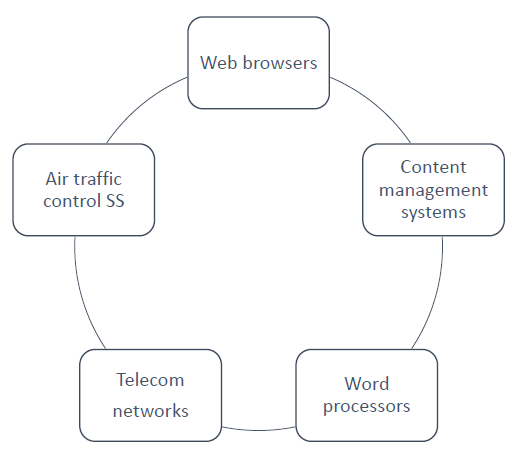 Web browsers
Air traffic
control SS
Content
management
systems
Telecom
networks
Word
processors